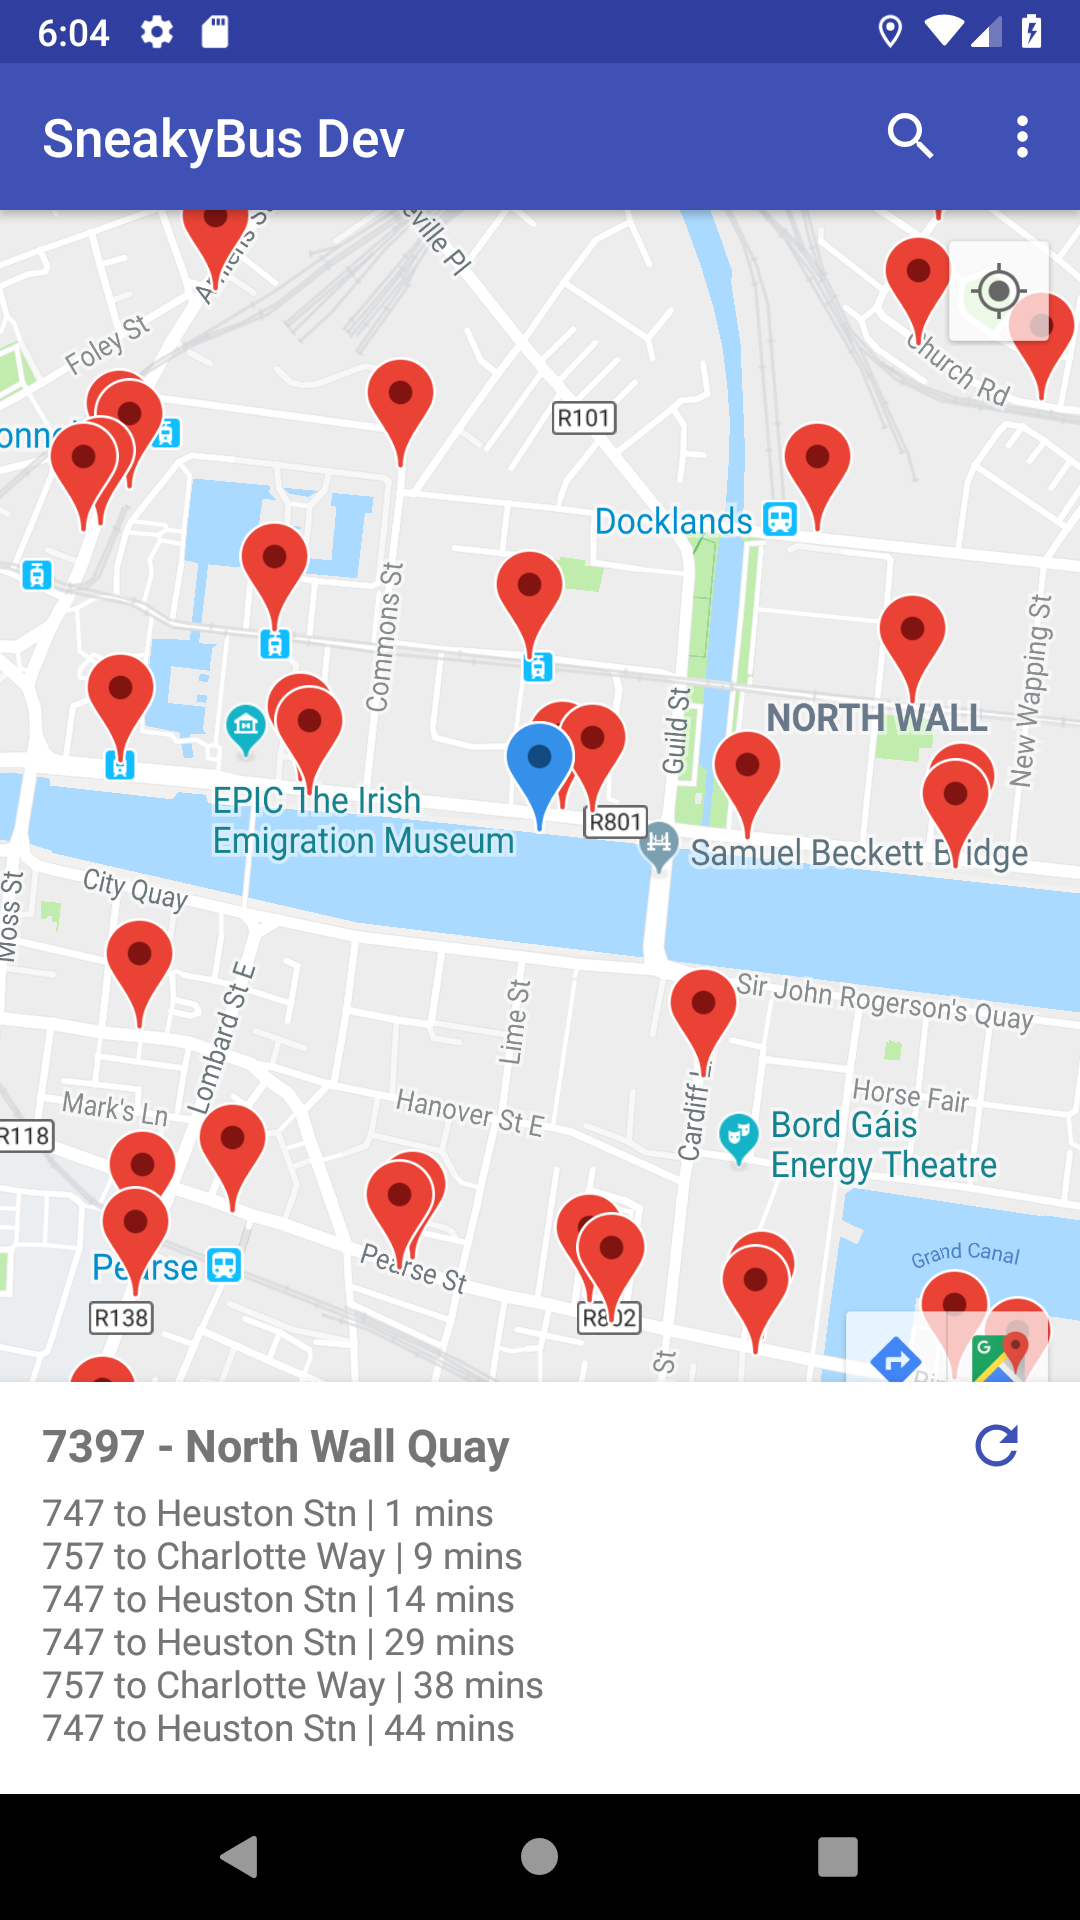 6:04
SneakyBus Dev
eville Pl
Foley St
Church Rd
R101
Docklands
Commons St
New Wapping St
Guild St
NORTH WALL
EPIC The Irish
Emigration Museum
R801
Samuel Beckett Bridge
City Quay
Moss St
Lombard St E
Lime St
Sir John Rogerson's Quay
Mark's Ln
Hanover St E
Horse Fair
Cardiff L
R118
Bord Gáis
Energy Theatre
Pearse
Pearse St
Grand Canal
R138
R802
St
G
7397 - North Wall Quay
747 to Heuston Stn | 1 mins
757 to Charlotte Way | 9 mins
747 to Heuston Stn | 14 mins
747 to Heuston Stn | 29 mins
757 to Charlotte Way | 38 mins
747 to Heuston Stn | 44 mins